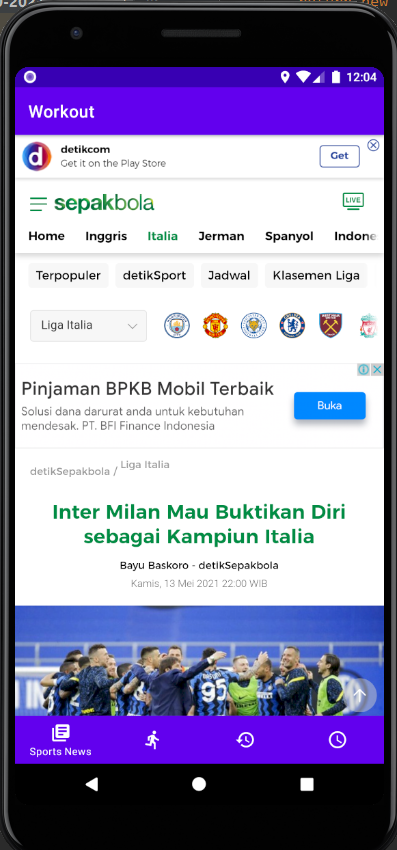 12:04
Workout
detikcom
Get it on the Play Store
Get
sepakbola
LIVE
Home Inggris Italia Jerman Spanyol Indone
Terpopuler detikSport Jadwal Klasemen Liga
Liga Italia
Pinjaman BPKB Mobil Terbaik
Solusi dana darurat anda untuk kebutuhan
mendesak. PT. BFI Finance Indonesia
Buka
detikSepakbola / Liga Italia
Inter Milan Mau Buktikan Diri
sebagai Kampiun Italia
Bayu Baskoro - detikSepakbola
Kamis, 13 Mei 2021 22:00 WIB
95
Sports News